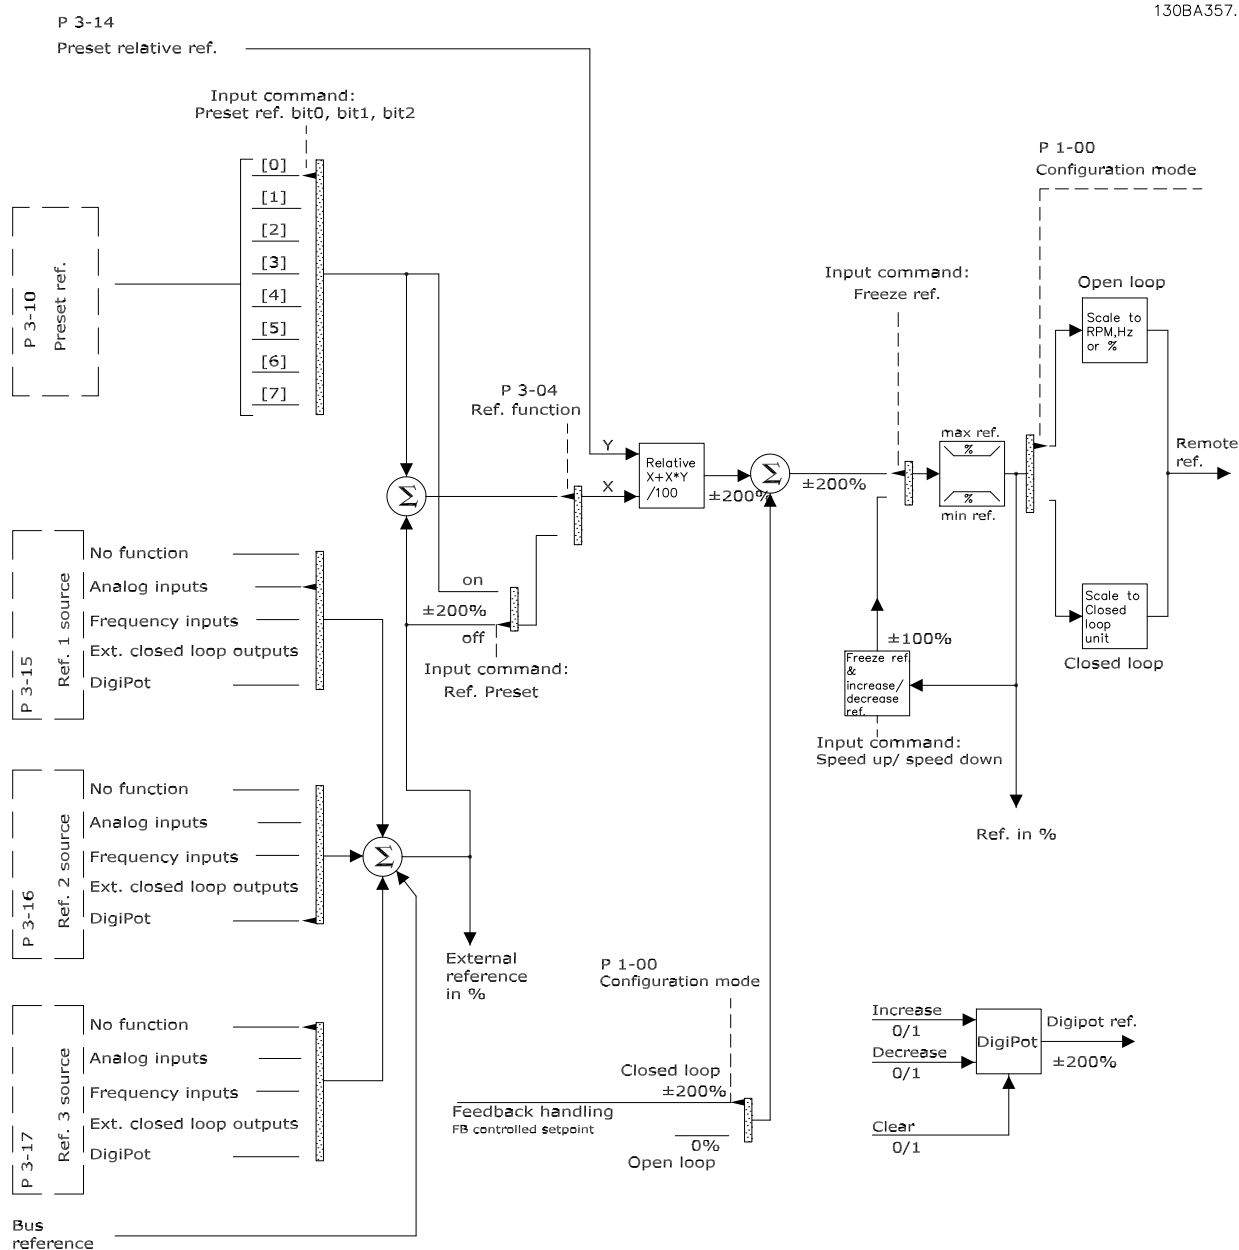 130BA357.
P 3-14
Preset relative ref.
Input command:
Preset ref. bit0, bit1, bit2
[0]
[1]
[2]
[3]
[4]
[5]
[6]
[7]
P 3-10
Preset ref.
P 1-00
Configuration mode
Input command:
Freeze ref.
Open loop
Scale to
RPM,Hz
or %
P 3-04
Ref. function
Y
X
Relative
X+X*Y
/100
±200%
Σ
±200%
max ref.
%
%
min ref.
Remote
ref.
Σ
P 3-15
Ref. 1 source
No function
Analog inputs
Frequency inputs
Ext. closed loop outputs
DigiPot
on
±200%
off
Input command:
Ref. Preset
±100%
Freeze ref.
&
increase/
decrease
ref.
Input command:
Speed up/ speed down
Scale to
Closed
loop
unit
Closed loop
Ref. in %
P 3-16
Ref. 2 source
No function
Analog inputs
Frequency inputs
Ext. closed loop outputs
DigiPot
Σ
External
reference
in %
P 3-17
Ref. 3 source
No function
Analog inputs
Frequency inputs
Ext. closed loop outputs
DigiPot
Bus
reference
P 1-00
Configuration mode
Closed loop
±200%
Feedback handling
FB controlled setpoint
0%
Open loop
Increase
0/1
Decrease
0/1
Clear
0/1
DigiPot
Digipot ref.
±200%